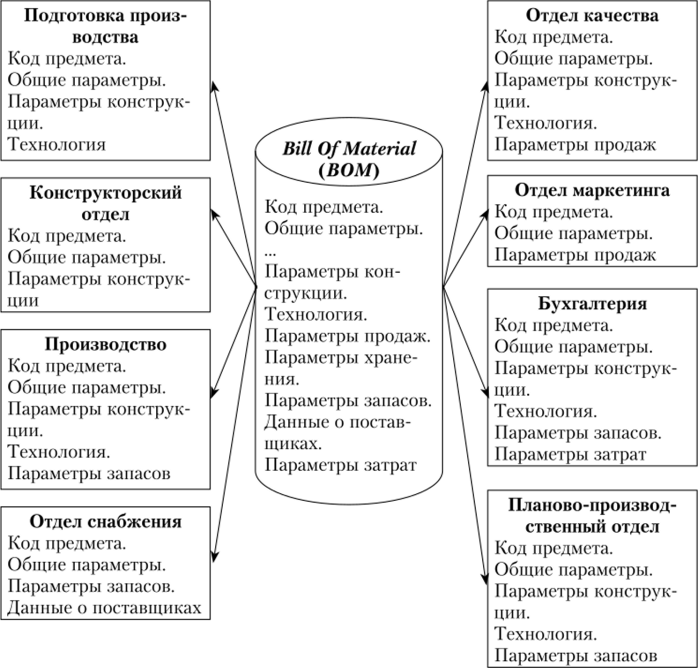 Подготовка произ-
водства
Код предмета.
Общие параметры.
Параметры конструк-
ции.
Технология
Конструкторский
отдел
Код предмета.
Общие параметры.
Параметры конструк-
ции
Производство
Код предмета.
Общие параметры.
Параметры конструк-
ции.
Технология.
Параметры запасов
Отдел снабжения
Код предмета.
Общие параметры.
Параметры запасов.
Данные о поставщиках
Bill Of Material
(BOM)
Код предмета.
Общие параметры.
...
Параметры кон-
струкции.
Технология.
Параметры продаж.
Параметры хране-
ния.
Параметры запасов.
Данные о постав-
щиках.
Параметры затрат
Отдел качества
Код предмета.
Общие параметры.
Параметры конструк-
ции.
Технология.
Параметры продаж
Отдел маркетинга
Код предмета.
Общие параметры.
Параметры продаж
Бухгалтерия
Код предмета.
Общие параметры.
Параметры конструк-
ции.
Технология.
Параметры запасов.
Параметры затрат
Планово-производ-
ственный отдел
Код предмета.
Общие параметры.
Параметры конструк-
ции.
Технология.
Параметры запасов